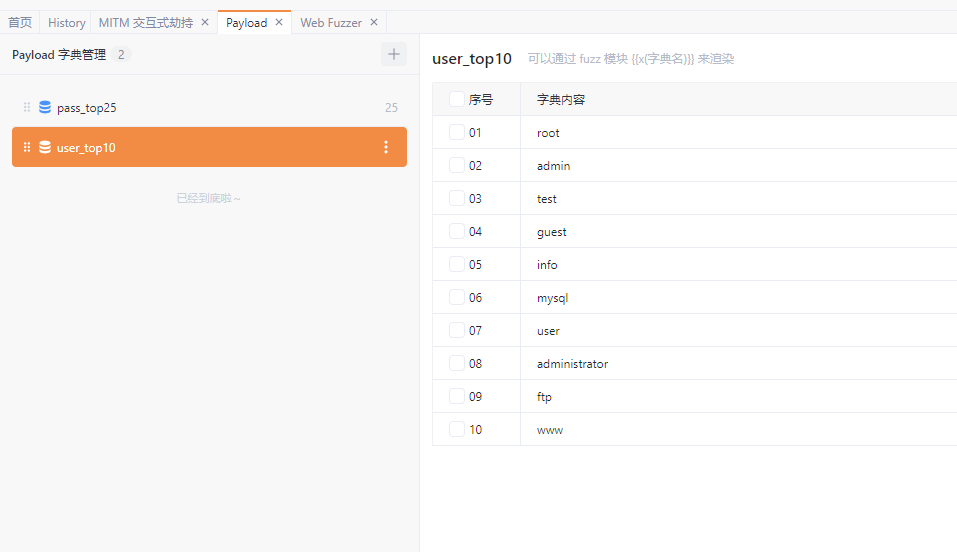 首页 History MITM 交互式劫持 Payload Web Fuzzer
Payload 字典管理 2
pass_top25 25
user_top10
已经到底啦~
user_top10 可以通过 fuzz 模块 {{x(字典名)}} 来渲染
序号 字典内容
01 root
02 admin
03 test
04 guest
05 info
06 mysql
07 user
08 administrator
09 ftp
10 www